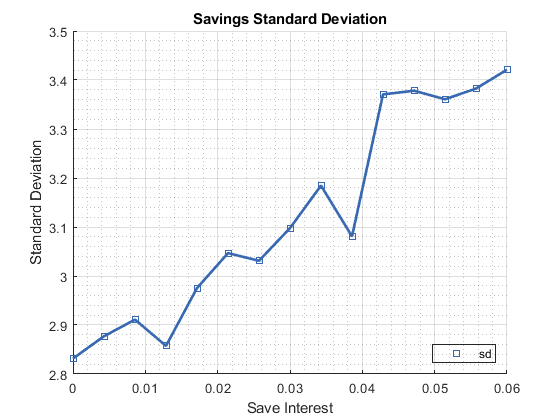 Savings Standard Deviation
3.5
3.4
3.3
3.2
3.1
3
2.9
2.8
Standard Deviation
sd
0 0.01 0.02 0.03 0.04 0.05 0.06
Save Interest